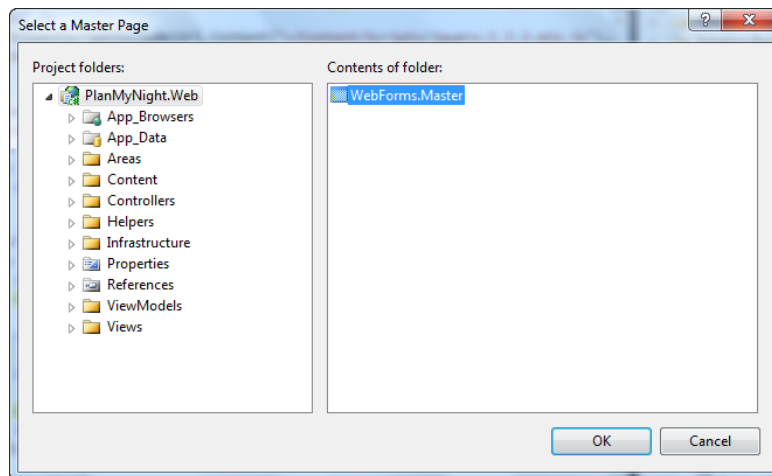 Select a Master Page
Project folders:
Contents of folder:
PlanMyNight.Web
App_Browsers
App_Data
Areas
Content
Controllers
Helpers
Infrastructure
Properties
References
ViewModels
Views
WebForms.Master
OK
Cancel